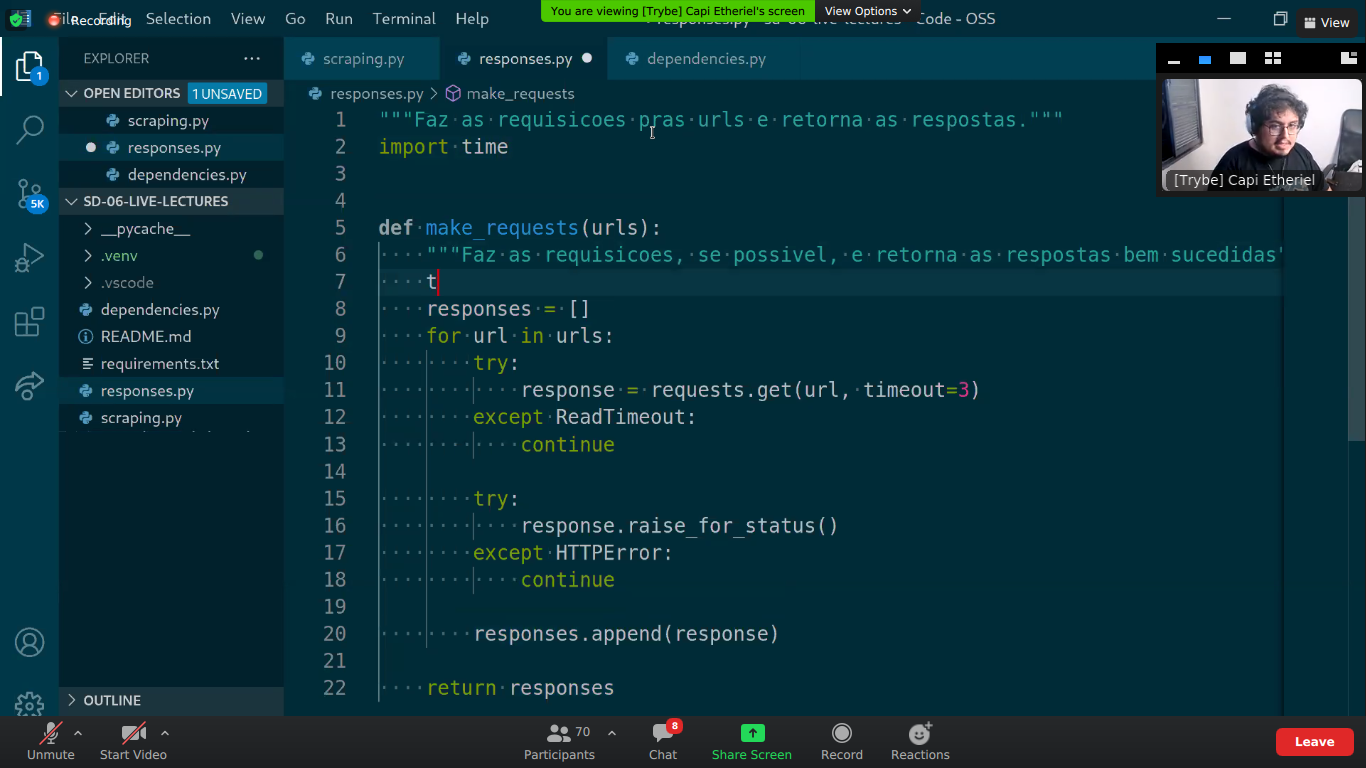 File Edit Selection View Go Run Terminal Help
Recording
You are viewing [Trybe] Capi Etheriel's screen
View Options
responses.py - sd-06-live-lectures - Code - OSS
View
EXPLORER
scraping.py
responses.py
dependencies.py
OPEN EDITORS
1 UNSAVED
scraping.py
responses.py
dependencies.py
SD-06-LIVE-LECTURES
__pycache__
.venv
.vscode
dependencies.py
README.md
requirements.txt
responses.py
scraping.py
OUTLINE
1
5K
responses.py > make_requests
1 """Faz as requisicoes pras urls e retorna as respostas."""
2 import time
3
4
5 def make_requests(urls):
6 """Faz as requisicoes, se possivel, e retorna as respostas bem sucedidas"
7 t
8 responses = []
9 for url in urls:
10 try:
11 response = requests.get(url, timeout=3)
12 except ReadTimeout:
13 continue
14
15 try:
16 response.raise_for_status()
17 except HTTPError:
18 continue
19
20 responses.append(response)
21
22 return responses
[Trybe] Capi Etheriel
Unmute
Start Video
Participants
70
Chat
8
Share Screen
Record
Reactions
Leave